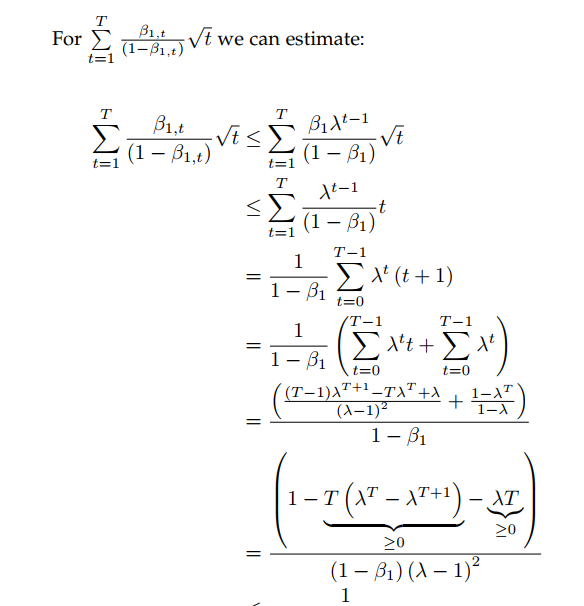 For $\sum_{t=1}^{T} \frac{\beta_{1,t}}{(1-\beta_{1,t})} \sqrt{t}$ we can estimate:
$\sum_{t=1}^{T} \frac{\beta_{1,t}}{(1-\beta_{1,t})} \sqrt{t} \leq \sum_{t=1}^{T} \frac{\beta_1 \lambda^{t-1}}{(1-\beta_1)} \sqrt{t}$
$\leq \sum_{t=1}^{T} \frac{\lambda^{t-1}}{(1-\beta_1)} t$
$= \frac{1}{1-\beta_1} \sum_{t=0}^{T-1} \lambda^t (t+1)$
$= \frac{1}{1-\beta_1} \left( \sum_{t=0}^{T-1} \lambda^t t + \sum_{t=0}^{T-1} \lambda^t \right)$
$= \frac{\left( \frac{(T-1)\lambda^{T+1} - T\lambda^T + \lambda}{(\lambda-1)^2} + \frac{1-\lambda^T}{1-\lambda} \right)}{1-\beta_1}$
$= \frac{\left( 1 - \underbrace{T\left(\lambda^T - \lambda^{T+1}\right)}_{\geq 0} - \underbrace{\lambda T}_{\geq 0} \right)}{(1-\beta_1)(\lambda-1)^2}$
1